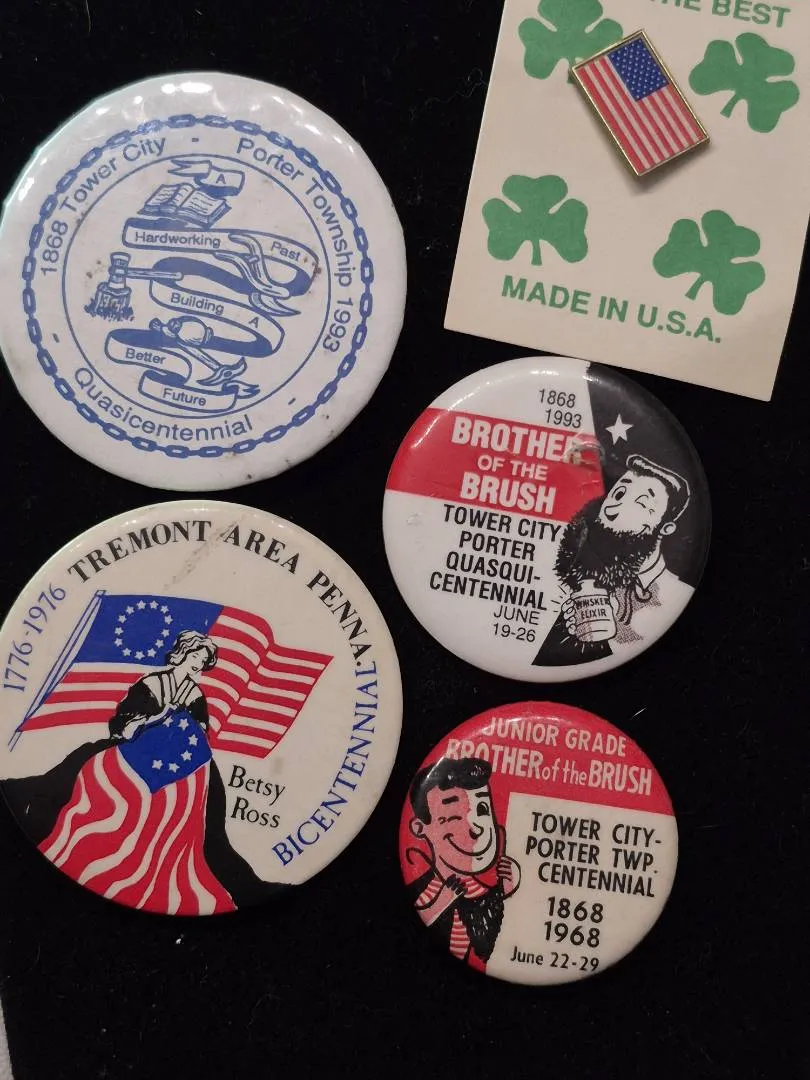 THE BEST
MADE IN U.S.A.
1868 Tower City - Porter Township 1993
- Quasicentennial -
A
Hardworking
Past
Building A
Better
Future
1868
1993
BROTHER
OF THE
BRUSH
TOWER CITY
PORTER
QUASQUI-
CENTENNIAL
JUNE
19-26
WHISKER
ELIXIR
1776-1976 TREMONT AREA PENNA.
BICENTENNIAL
Betsy
Ross
JUNIOR GRADE
BROTHER of the BRUSH
TOWER CITY-
PORTER TWP.
CENTENNIAL
1868
1968
June 22-29